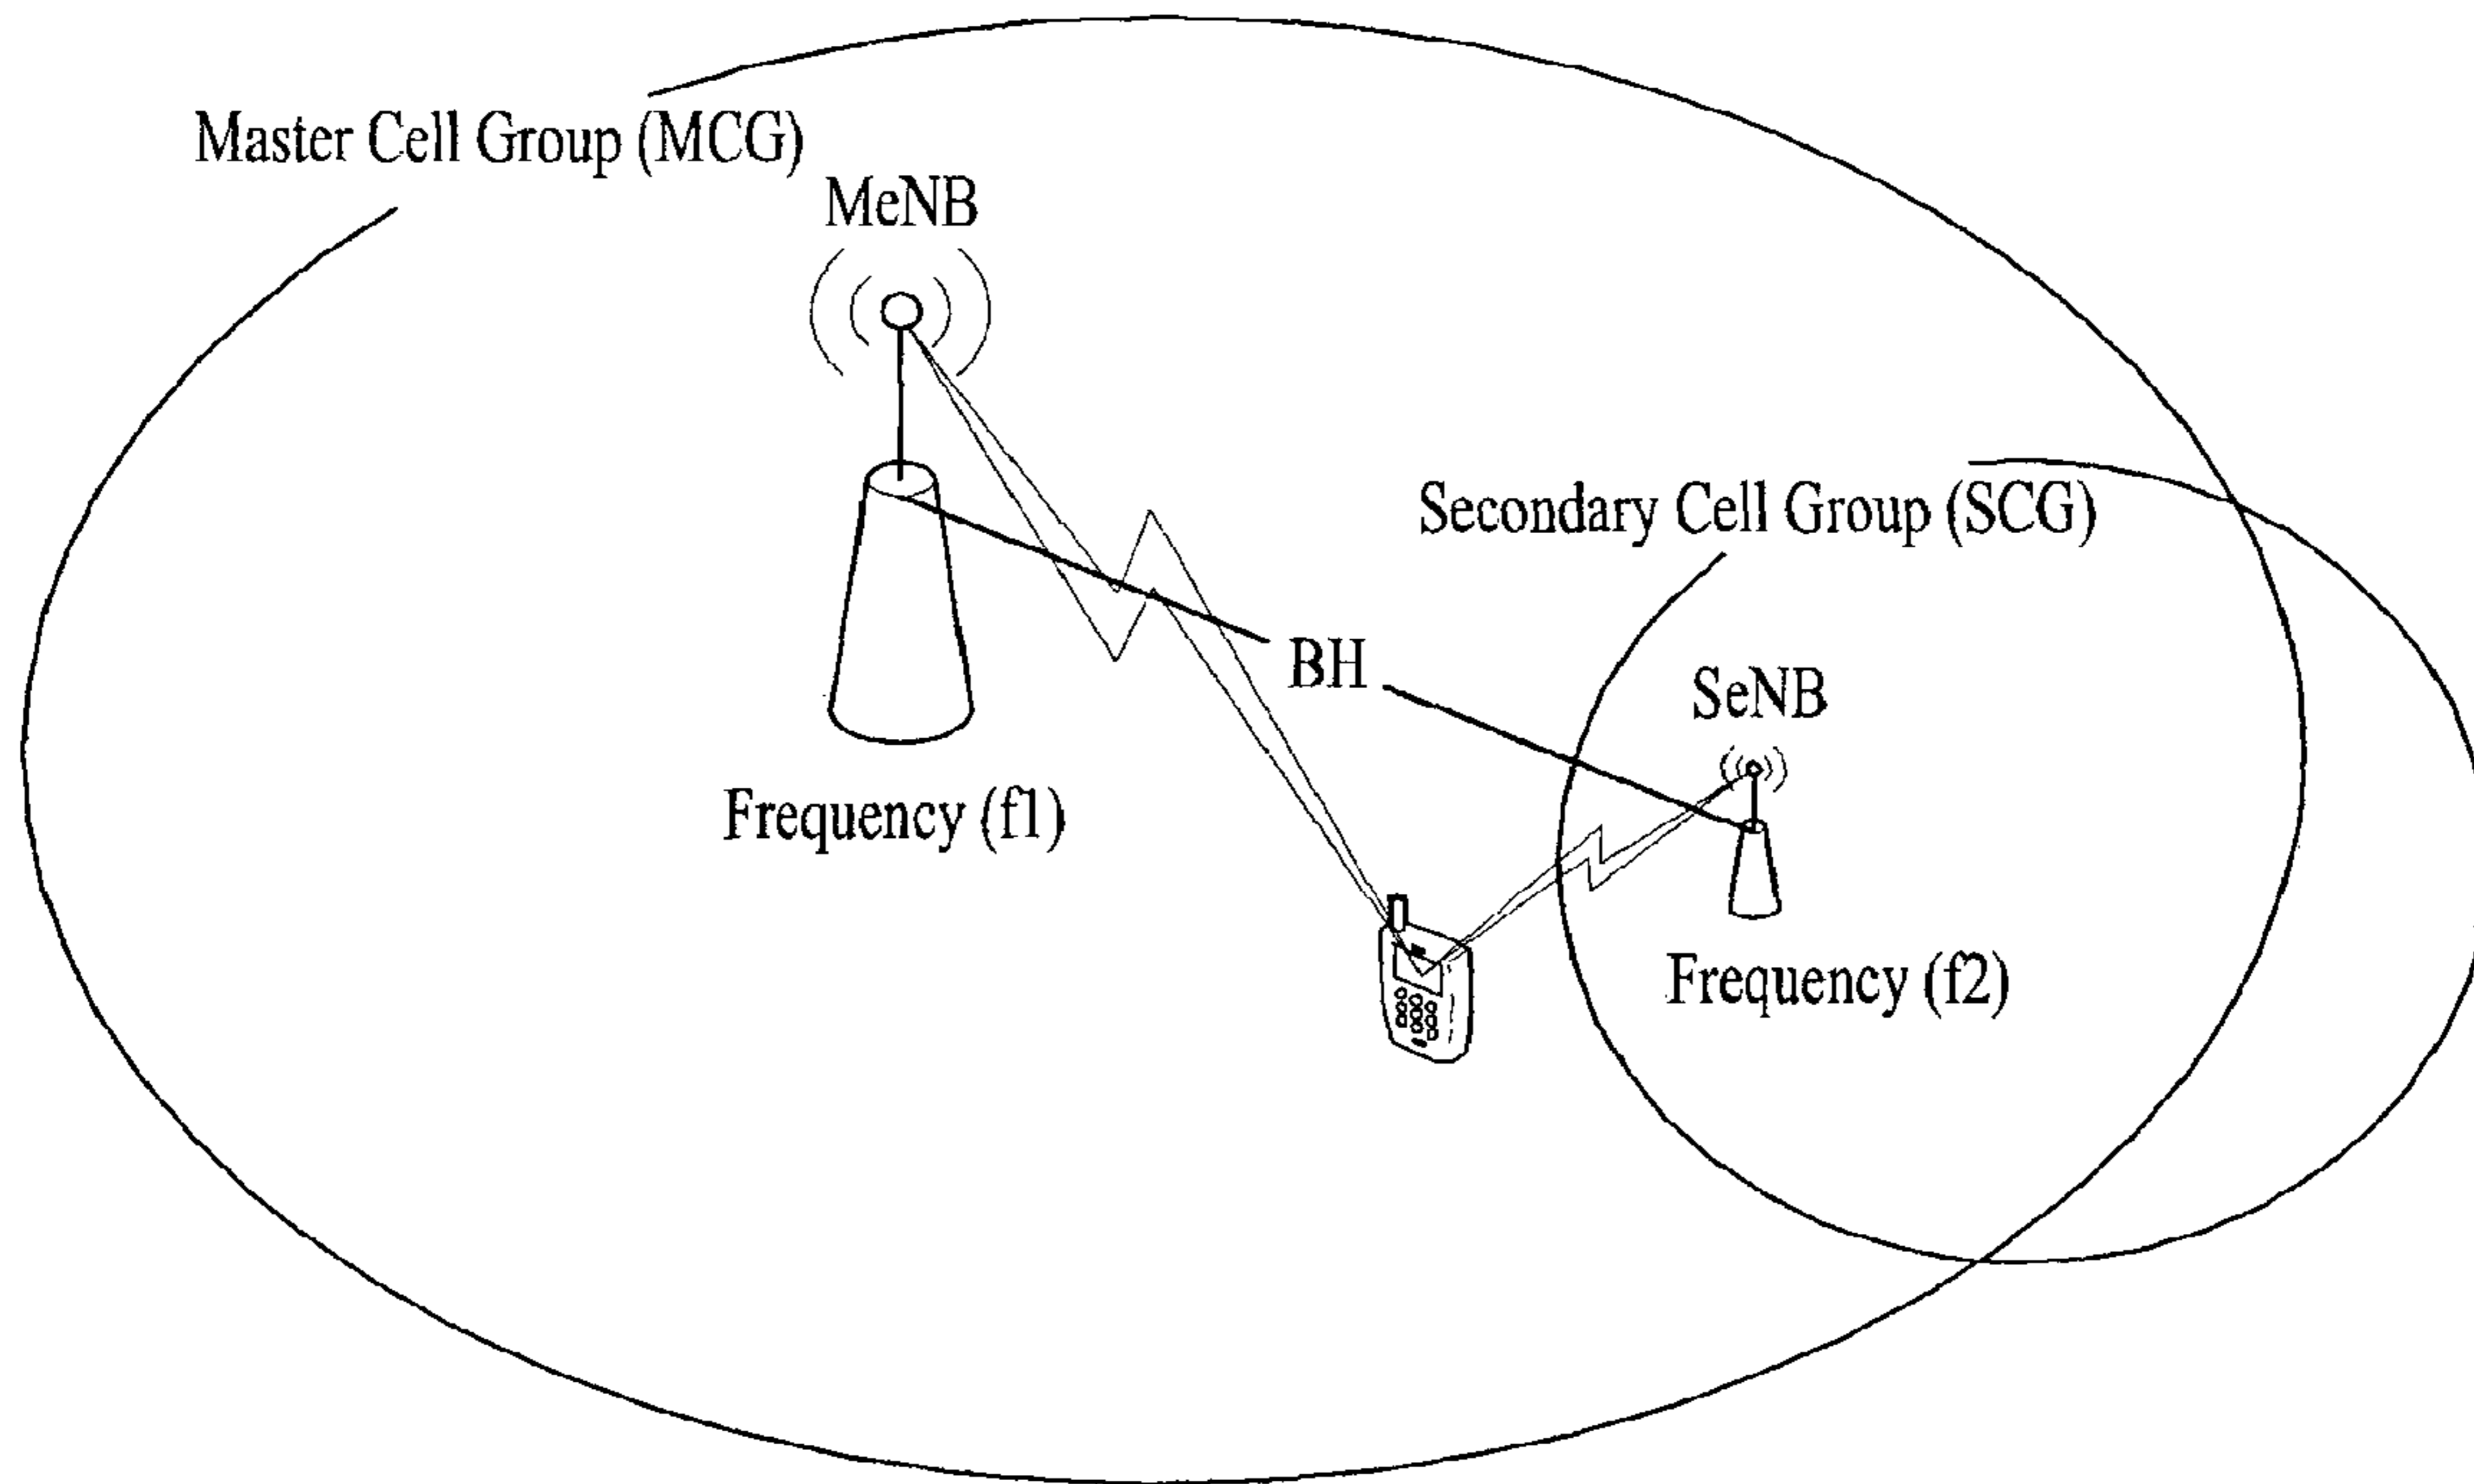 Master Cell Group (MCG)
MeNB
Secondary Cell Group (SCG)
BH
SeNB
Frequency (f1)
Frequency (f2)